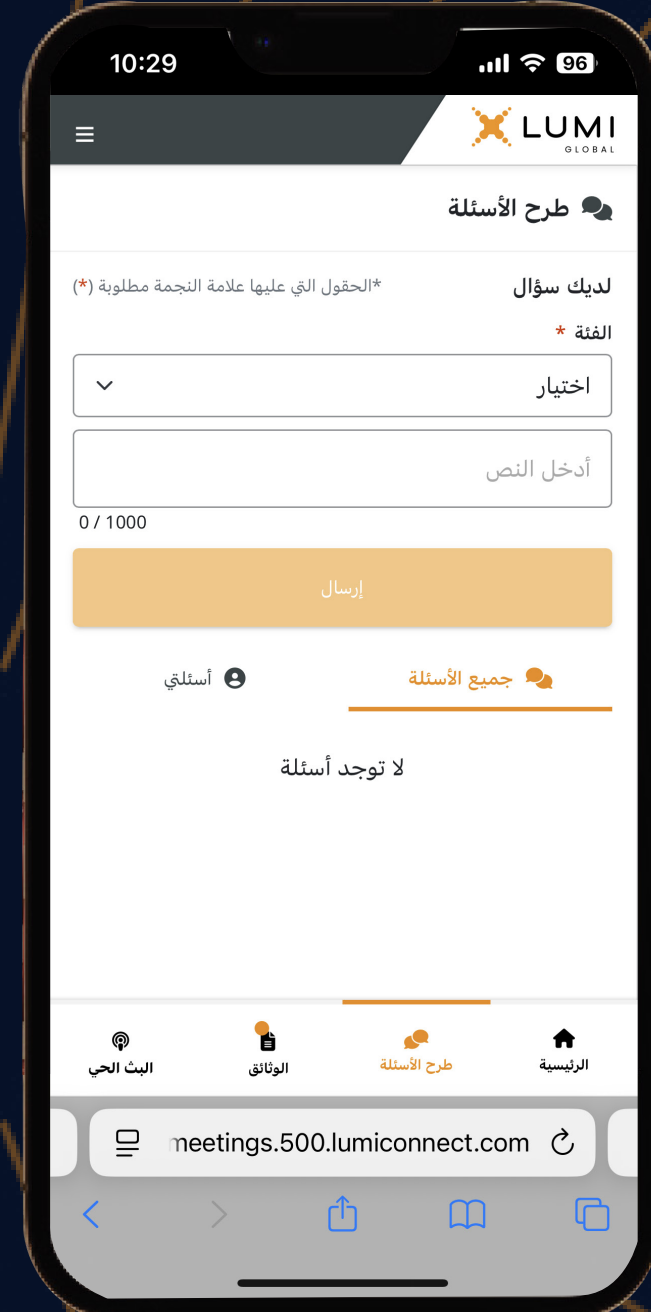 10:29
96
LUMI
GLOBAL
طرح الأسئلة
لديك سؤال
*الحقول التي عليها علامة النجمة مطلوبة (*)
الفئة *
اختيار
أدخل النص
0 / 1000
إرسال
جميع الأسئلة
أسئلتي
لا توجد أسئلة
الرئيسية
طرح الأسئلة
الوثائق
البث الحي
meetings.500.lumiconnect.com